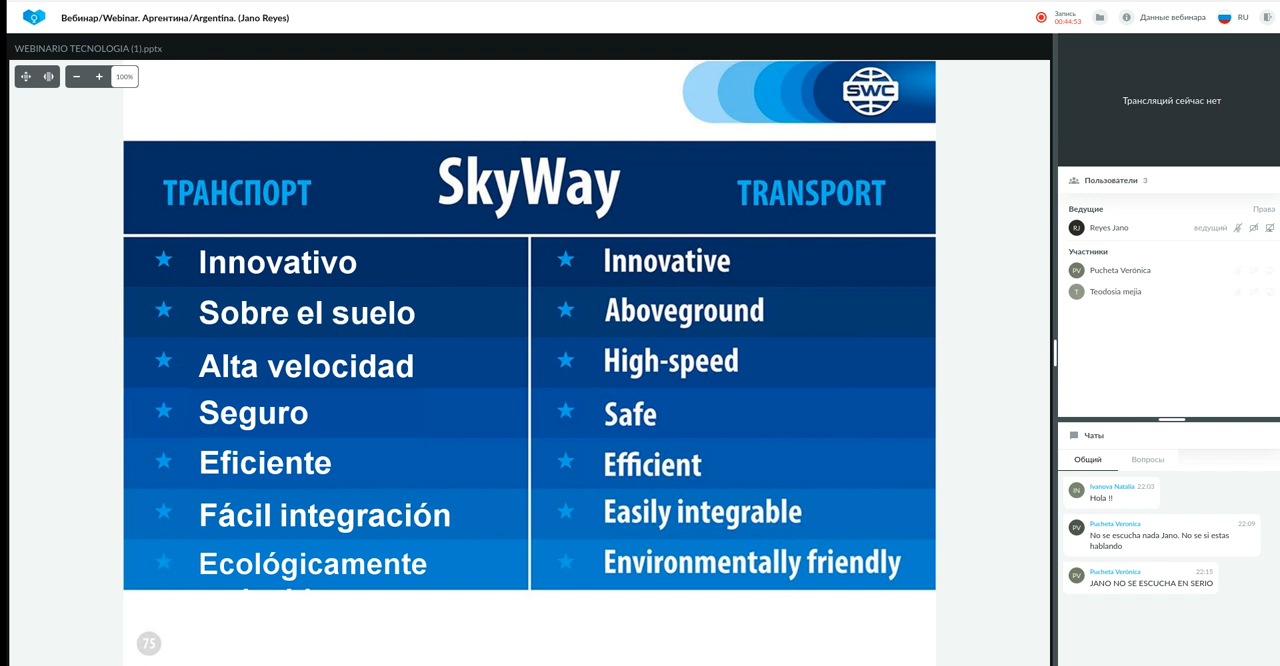 Вебинар/Webinar. Аргентина/Argentina. (Jano Reyes)
Запись
00:44:53
Данные вебинара
RU
WEBINARIO TECNOLOGIA (1).pptx
100%
SWC
ТРАНСПОРТ
SkyWay
TRANSPORT
Innovativo
Innovative
Sobre el suelo
Aboveground
Alta velocidad
High-speed
Seguro
Safe
Eficiente
Efficient
Fácil integración
Easily integrable
Ecológicamente
Environmentally friendly
75
Трансляций сейчас нет
Пользователи 3
Ведущие Права
RJ Reyes Jano ведущий
Участники
PV Pucheta Verónica
T Teodosia mejia
Чаты
Общий Вопросы
IN Ivanova Natalia 22:03
Hola !!
PV Pucheta Veronica 22:09
No se escucha nada Jano. No se si estas
hablando
PV Pucheta Verónica 22:15
JANO NO SE ESCUCHA EN SERIO